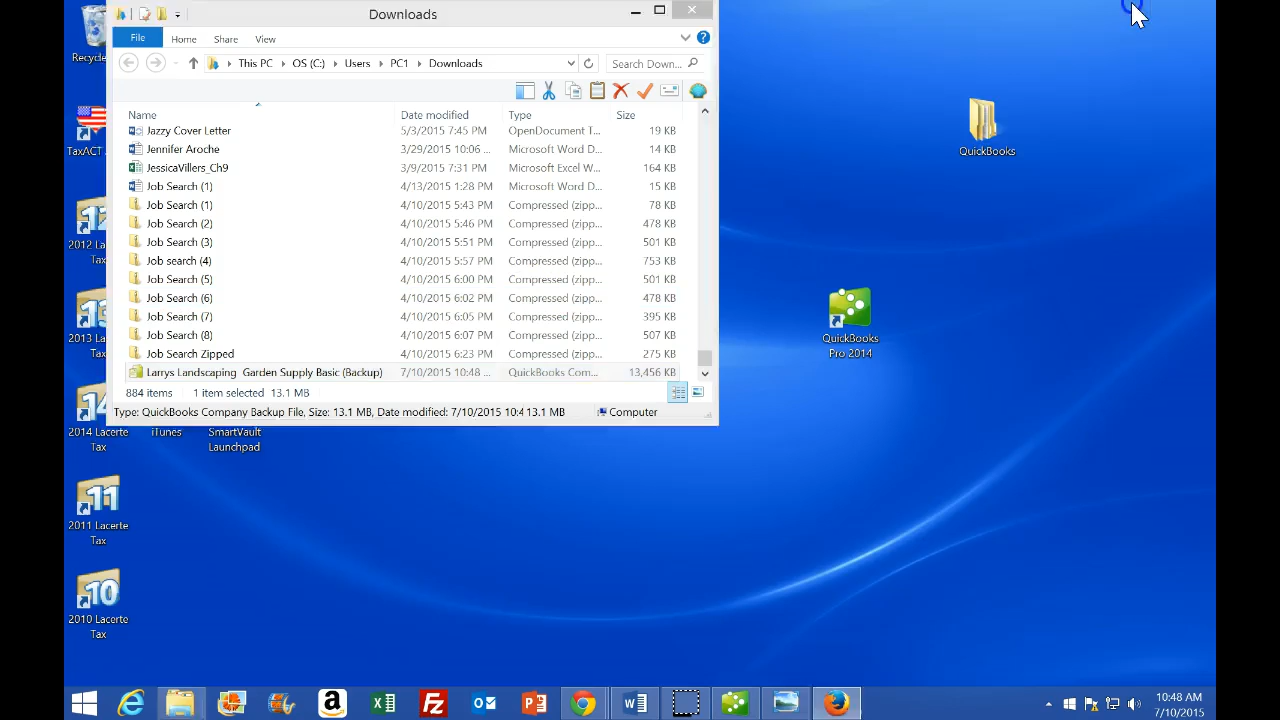 Downloads
File Home Share View
This PC OS (C:) Users PC1 Downloads Search Down...
Name Date modified Type Size
Jazzy Cover Letter 5/3/2015 7:45 PM OpenDocument T... 19 KB
Jennifer Aroche 3/29/2015 10:06 ... Microsoft Word D... 14 KB
JessicaVillers_Ch9 3/9/2015 7:31 PM Microsoft Excel W... 164 KB
Job Search (1) 4/13/2015 1:28 PM Microsoft Word D... 15 KB
Job Search (1) 4/10/2015 5:43 PM Compressed (zipp... 78 KB
Job Search (2) 4/10/2015 5:46 PM Compressed (zipp... 478 KB
Job Search (3) 4/10/2015 5:51 PM Compressed (zipp... 501 KB
Job search (4) 4/10/2015 5:57 PM Compressed (zipp... 753 KB
Job Search (5) 4/10/2015 6:00 PM Compressed (zipp... 501 KB
Job Search (6) 4/10/2015 6:02 PM Compressed (zipp... 478 KB
Job Search (7) 4/10/2015 6:05 PM Compressed (zipp... 395 KB
Job Search (8) 4/10/2015 6:07 PM Compressed (zipp... 507 KB
Job Search Zipped 4/10/2015 6:23 PM Compressed (zipp... 275 KB
Larrys Landscaping Garden Supply Basic (Backup) 7/10/2015 10:48 ... QuickBooks Com... 13,456 KB
884 items 1 item selected 13.1 MB
Type: QuickBooks Company Backup File, Size: 13.1 MB, Date modified: 7/10/2015 10:4 13.1 MB Computer
Recycle
TaxACT
2012 La
Tax
2013 La
Tax
2014 Lacerte
Tax
iTunes
SmartVault
Launchpad
11
2011 Lacerte
Tax
10
2010 Lacerte
Tax
QuickBooks
QuickBooks
Pro 2014
10:48 AM
7/10/2015